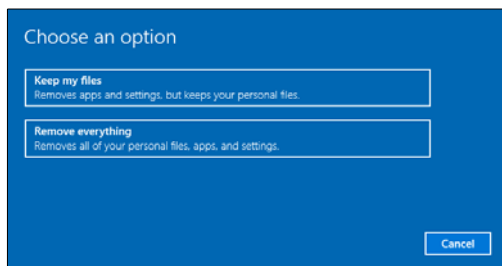 Choose an option
Keep my files
Removes apps and settings, but keeps your personal files.
Remove everything
Removes all of your personal files, apps, and settings.
Cancel